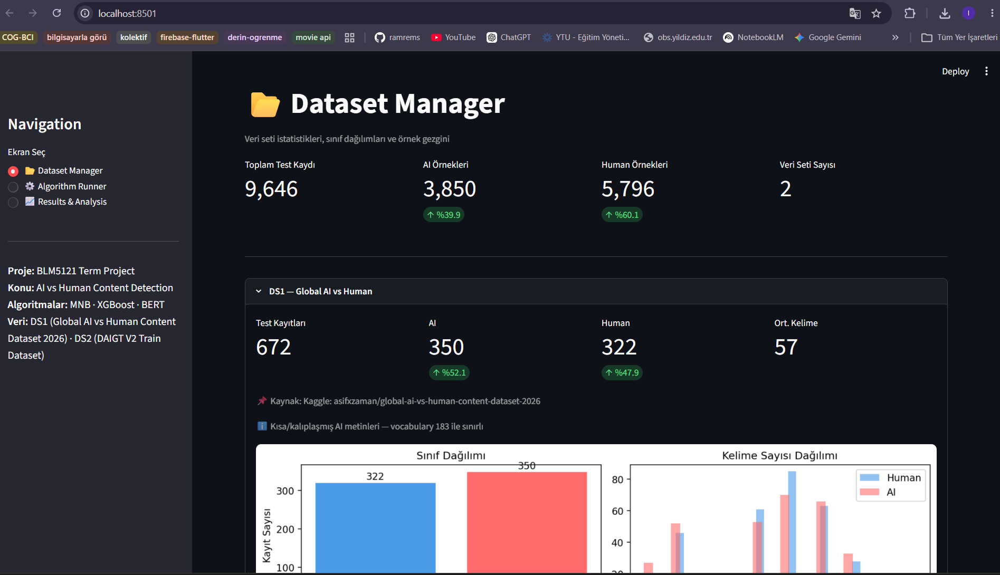 localhost:8501
COG-BCI
bilgisayarla görü
kolektif
firebase-flutter
derin-ogrenme
movie api
ramrems
YouTube
ChatGPT
YTU - Eğitim Yöneti...
obs.yildiz.edu.tr
NotebookLM
Google Gemini
Tüm Yer İşaretleri
I
Deploy
Navigation
Ekran Seç
Dataset Manager
Algorithm Runner
Results & Analysis
Proje: BLM5121 Term Project
Konu: AI vs Human Content Detection
Algoritmalar: MNB · XGBoost · BERT
Veri: DS1 (Global AI vs Human Content
Dataset 2026) · DS2 (DAIGT V2 Train
Dataset)
Dataset Manager
Veri seti istatistikleri, sınıf dağılımları ve örnek gezgini
Toplam Test Kaydı
9,646
AI Örnekleri
3,850
↑ %39.9
Human Örnekleri
5,796
↑ %60.1
Veri Seti Sayısı
2
DS1 — Global AI vs Human
Test Kayıtları
672
AI
350
↑ %52.1
Human
322
↑ %47.9
Ort. Kelime
57
Kaynak: Kaggle: asifxzaman/global-ai-vs-human-content-dataset-2026
Kısa/kalıplaşmış AI metinleri — vocabulary 183 ile sınırlı
Sınıf Dağılımı
322
350
300
200
100
Kayıt Sayısı
Kelime Sayısı Dağılımı
80
60
40
20
Human
AI